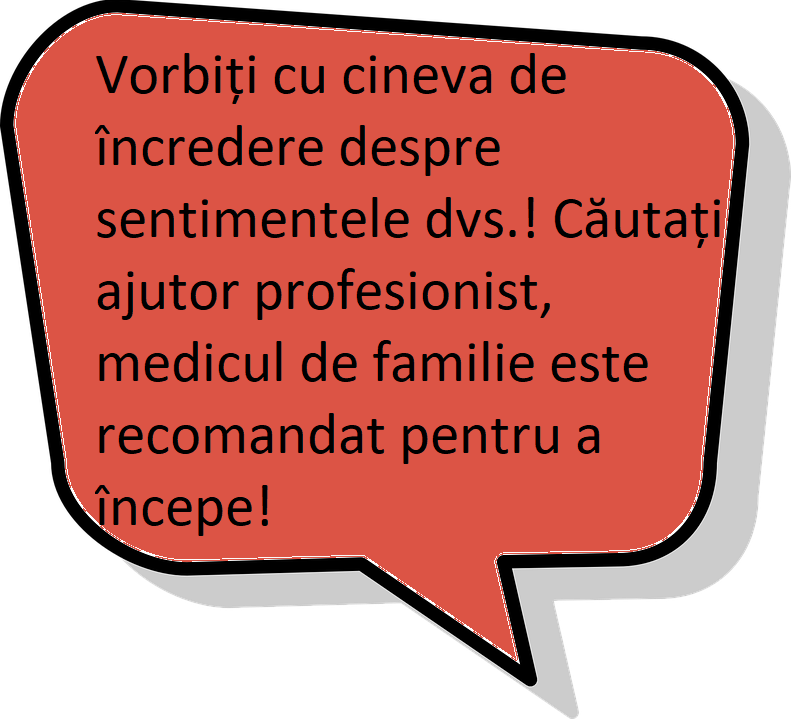 Vorbiți cu cineva de
încredere despre
sentimentele dvs.! Căutați
ajutor profesionist,
medicul de familie este
recomandat pentru a
începe!